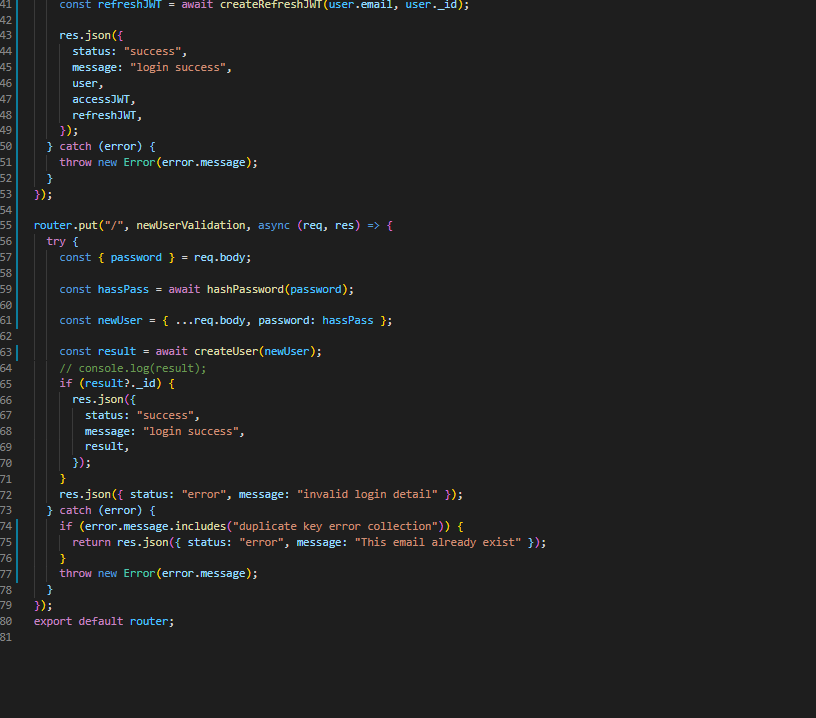 41 const refreshJWT = await createRefreshJWT(user.email, user._id);
42
43 res.json({
44 status: "success",
45 message: "login success",
46 user,
47 accessJWT,
48 refreshJWT,
49 });
50 } catch (error) {
51 throw new Error(error.message);
52 }
53 });
54
55 router.put("/", newUserValidation, async (req, res) => {
56 try {
57 const { password } = req.body;
58
59 const hassPass = await hashPassword(password);
60
61 const newUser = { ...req.body, password: hassPass };
62
63 const result = await createUser(newUser);
64 // console.log(result);
65 if (result?._id) {
66 res.json({
67 status: "success",
68 message: "login success",
69 result,
70 });
71 }
72 res.json({ status: "error", message: "invalid login detail" });
73 } catch (error) {
74 if (error.message.includes("duplicate key error collection")) {
75 return res.json({ status: "error", message: "This email already exist" });
76 }
77 throw new Error(error.message);
78 }
79 });
80 export default router;
81